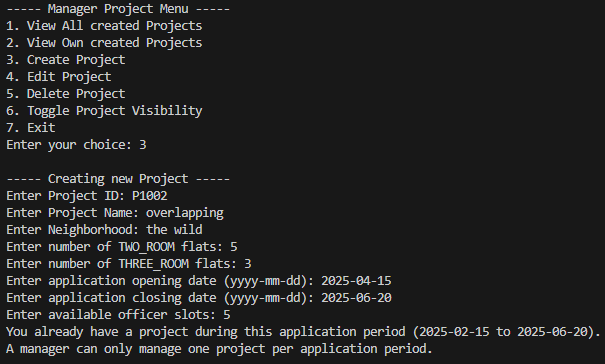 ----- Manager Project Menu -----
1. View All created Projects
2. View Own created Projects
3. Create Project
4. Edit Project
5. Delete Project
6. Toggle Project Visibility
7. Exit
Enter your choice: 3

----- Creating new Project -----
Enter Project ID: P1002
Enter Project Name: overlapping
Enter Neighborhood: the wild
Enter number of TWO_ROOM flats: 5
Enter number of THREE_ROOM flats: 3
Enter application opening date (yyyy-mm-dd): 2025-04-15
Enter application closing date (yyyy-mm-dd): 2025-06-20
Enter available officer slots: 5
You already have a project during this application period (2025-02-15 to 2025-06-20).
A manager can only manage one project per application period.